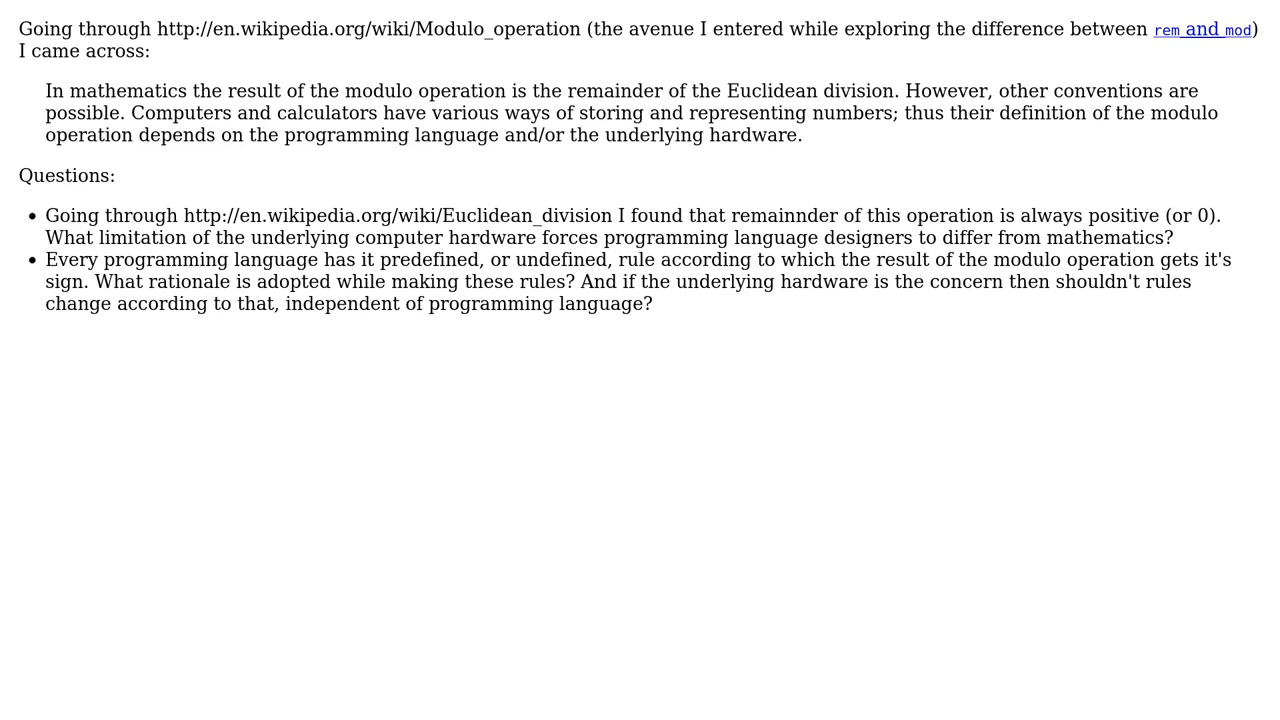 Going through http://en.wikipedia.org/wiki/Modulo_operation (the avenue I entered while exploring the difference between rem and mod)
I came across:
In mathematics the result of the modulo operation is the remainder of the Euclidean division. However, other conventions are
possible. Computers and calculators have various ways of storing and representing numbers; thus their definition of the modulo
operation depends on the programming language and/or the underlying hardware.
Questions:
• Going through http://en.wikipedia.org/wiki/Euclidean_division I found that remainnder of this operation is always positive (or 0).
What limitation of the underlying computer hardware forces programming language designers to differ from mathematics?
• Every programming language has it predefined, or undefined, rule according to which the result of the modulo operation gets it's
sign. What rationale is adopted while making these rules? And if the underlying hardware is the concern then shouldn't rules
change according to that, independent of programming language?